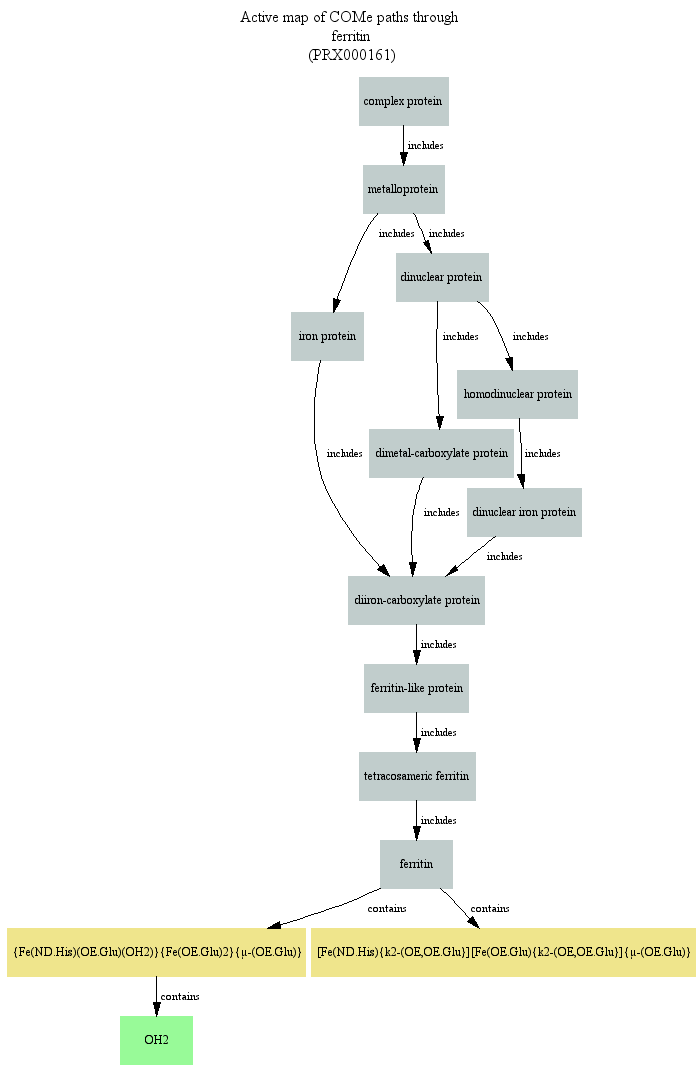 Active map of COMe paths through
ferritin
(PRX000161)
complex protein
includes
metalloprotein
includes
includes
dinuclear protein
iron protein
includes
includes
homodinuclear protein
includes
dimetal-carboxylate protein
includes
includes
dinuclear iron protein
includes
diiron-carboxylate protein
includes
ferritin-like protein
includes
tetracosameric ferritin
includes
ferritin
contains
contains
{Fe(ND.His)(OE.Glu)(OH2)}{Fe(OE.Glu)2}{μ-(OE.Glu)}
[Fe(ND.His){k2-(OE,OE.Glu}][Fe(OE.Glu){k2-(OE,OE.Glu}]{μ-(OE.Glu)}
contains
OH2